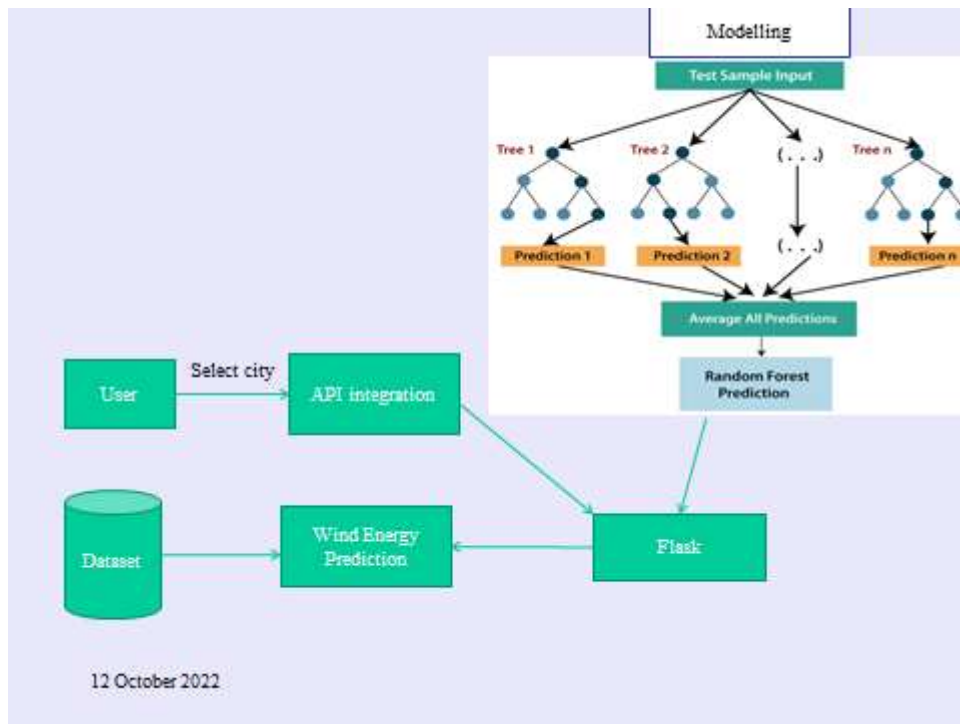 Modelling
Test Sample Input
Tree 1
Tree 2
(. . .)
Tree n
(. . .)
Prediction 1
Prediction 2
Prediction n
Average All Predictions
Random Forest
Prediction
User
Select city
API integration
Dataset
Wind Energy
Prediction
Flask
12 October 2022